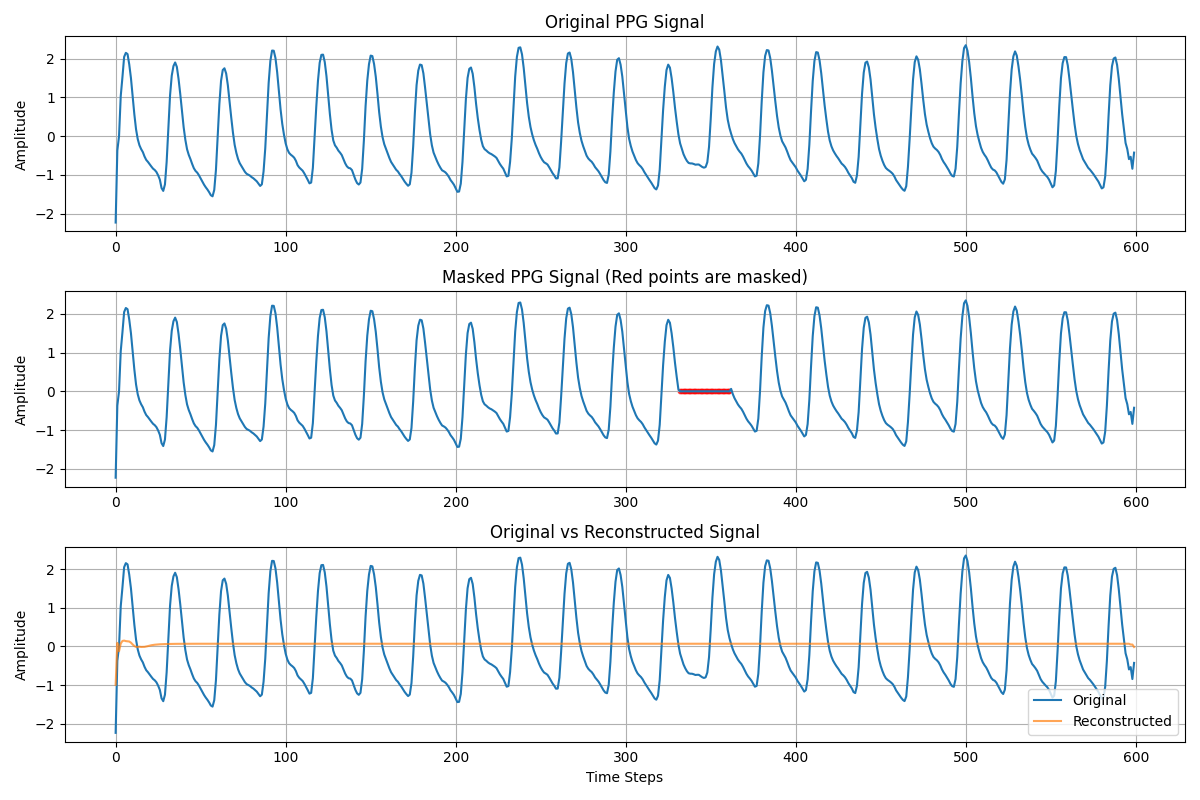 Original PPG Signal
Amplitude
2
1
0
−1
−2
0 100 200 300 400 500 600
Masked PPG Signal (Red points are masked)
Amplitude
2
1
0
−1
−2
0 100 200 300 400 500 600
Original vs Reconstructed Signal
Amplitude
2
1
0
−1
−2
Original
Reconstructed
0 100 200 300 400 500 600
Time Steps